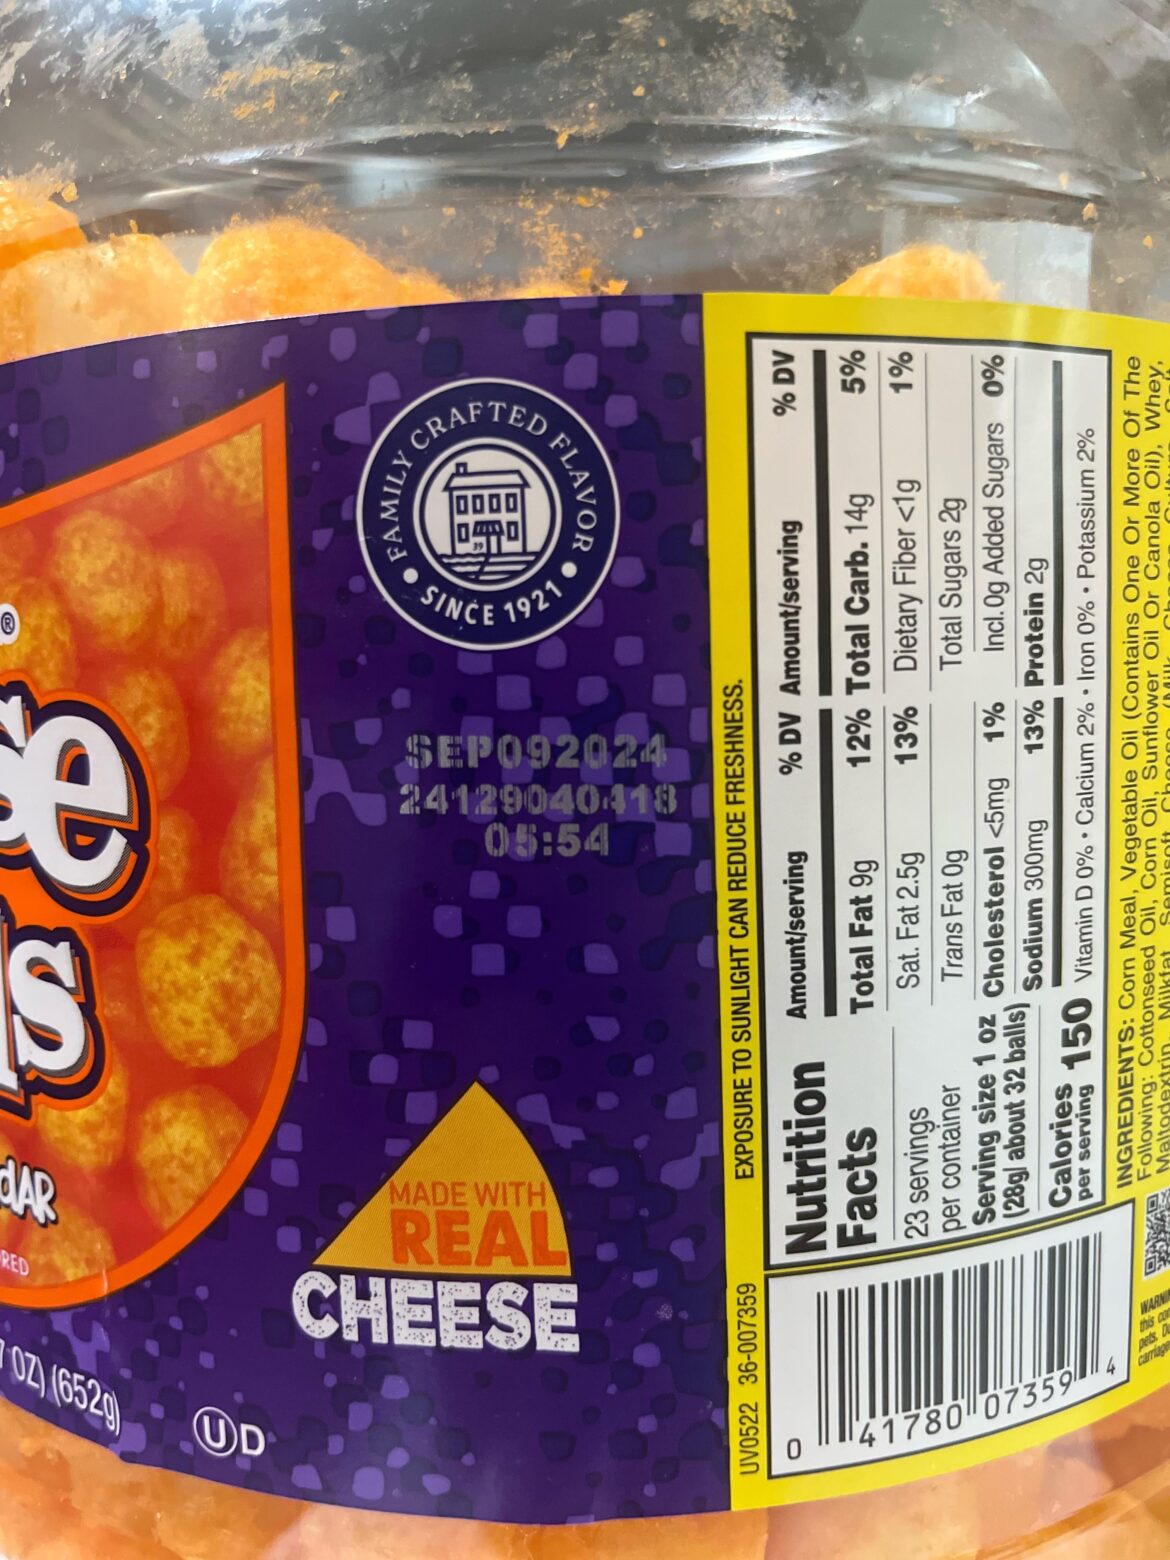 ®
se
ls
dAR
RED
7 OZ) (652g)
FAMILY CRAFTED FLAVOR
39
• SINCE 1921 •
SEP092024
24129040418
05:54
MADE WITH
REAL
CHEESE
U D
EXPOSURE TO SUNLIGHT CAN REDUCE FRESHNESS.
UV0522 36-007359
Nutrition
Facts
23 servings
per container
Serving size 1 oz
(28g/ about 32 balls)
Calories 150
per serving
Amount/serving % DV
Total Fat 9g 12%
Sat. Fat 2.5g 13%
Trans Fat 0g
Cholesterol <5mg 1%
Sodium 300mg 13%
Amount/serving % DV
Total Carb. 14g 5%
Dietary Fiber <1g 1%
Total Sugars 2g
Incl. 0g Added Sugars 0%
Protein 2g
Vitamin D 0% • Calcium 2% • Iron 0% • Potassium 2%
INGREDIENTS: Corn Meal, Vegetable Oil (Contains One Or More Of The
Following: Cottonseed Oil, Corn Oil, Sunflower Oil Or Canola Oil), Whey,
Maltodextrin, Milkfat,
0 41780 07359 4
this
pets.
carriage